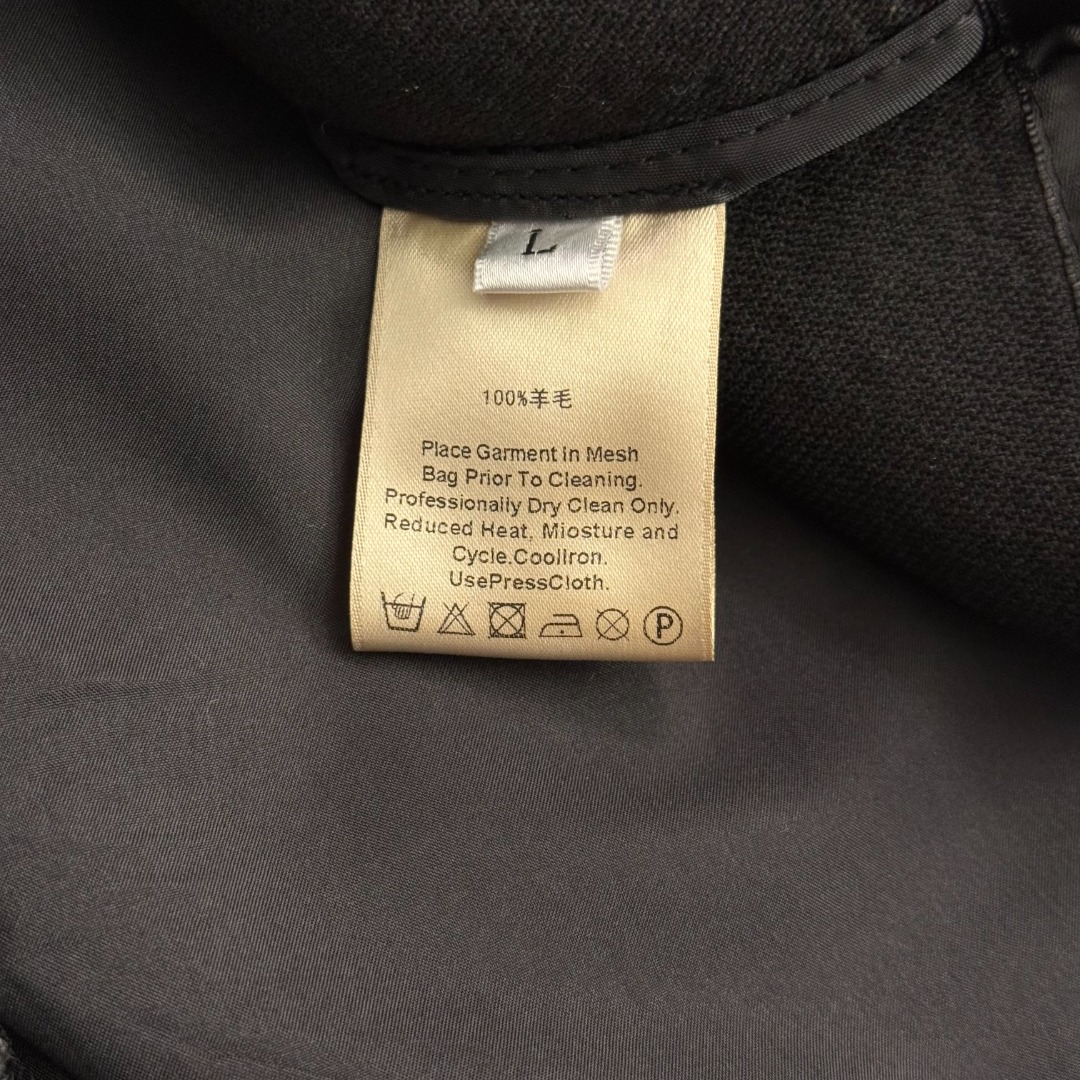 L
100%羊毛
Place Garment in Mesh
Bag Prior To Cleaning.
Professionally Dry Clean Only.
Reduced Heat, Miosture and
Cycle.CoolIron.
UsePressCloth.
P